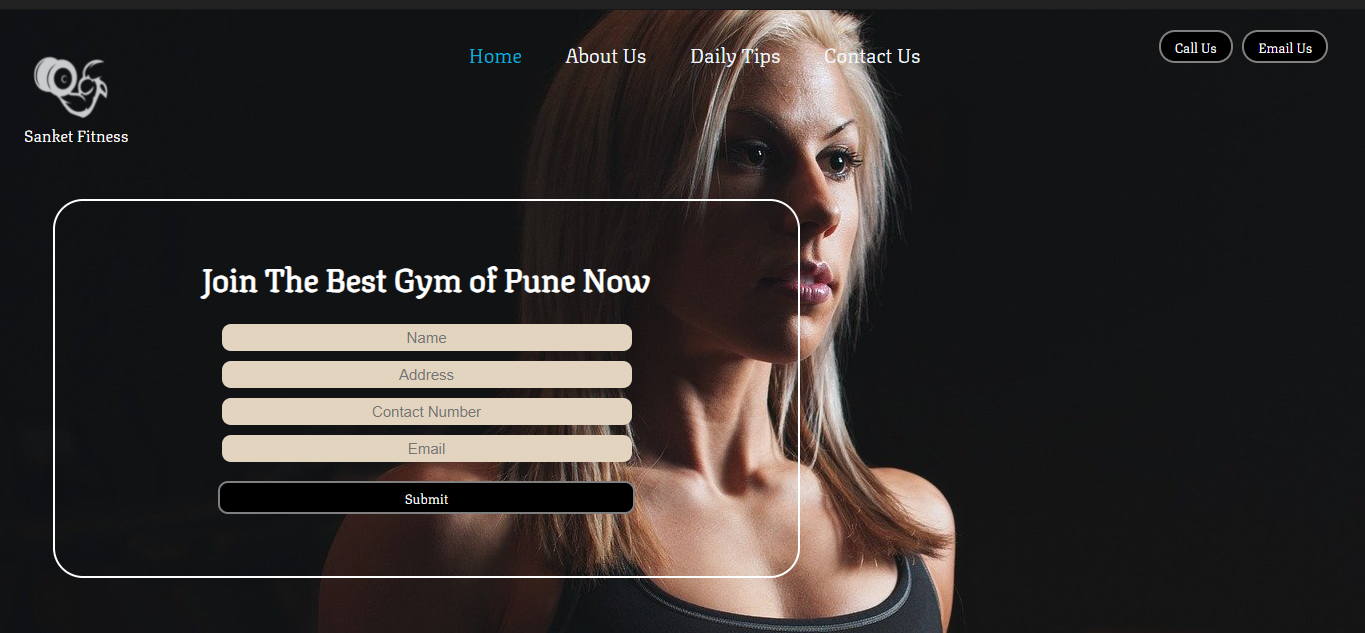 Home
About Us
Daily Tips
Contact Us
Call Us
Email Us
Sanket Fitness
Join The Best Gym of Pune Now
Name
Address
Contact Number
Email
Submit